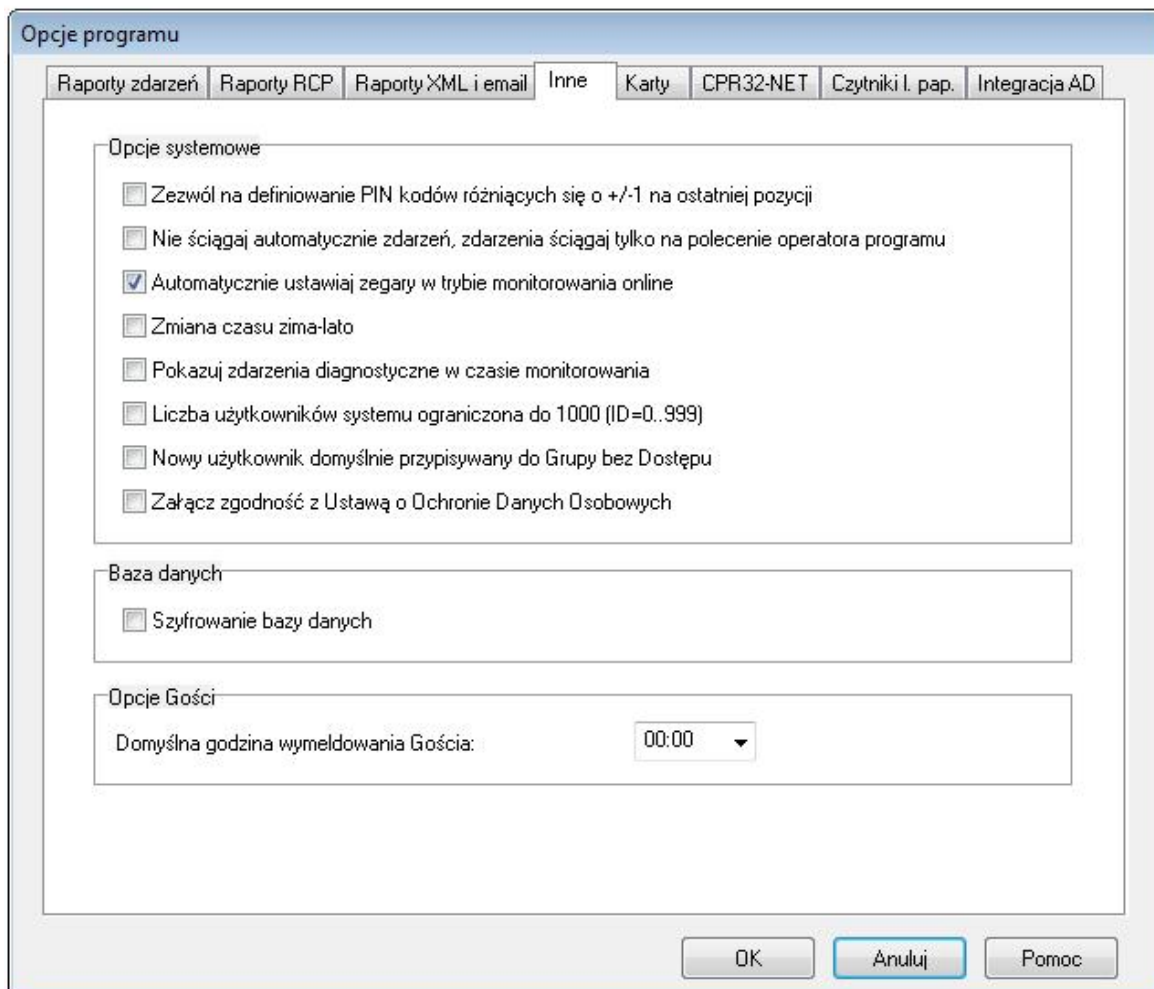 Opcje programu
Raporty zdarzeń
Raporty RCP
Raporty XML i email
Inne
Karty
CPR32-NET
Czytniki l. pap.
Integracja AD
Opcje systemowe
Zezwól na definiowanie PIN kodów różniących się o +/-1 na ostatniej pozycji
Nie ściągaj automatycznie zdarzeń, zdarzenia ściągaj tylko na polecenie operatora programu
Automatycznie ustawiaj zegary w trybie monitorowania online
Zmiana czasu zima-lato
Pokazuj zdarzenia diagnostyczne w czasie monitorowania
Liczba użytkowników systemu ograniczona do 1000 (ID=0..999)
Nowy użytkownik domyślnie przypisywany do Grupy bez Dostępu
Załącz zgodność z Ustawą o Ochronie Danych Osobowych
Baza danych
Szyfrowanie bazy danych
Opcje Gości
Domyślna godzina wymeldowania Gościa: 00:00
OK
Anuluj
Pomoc